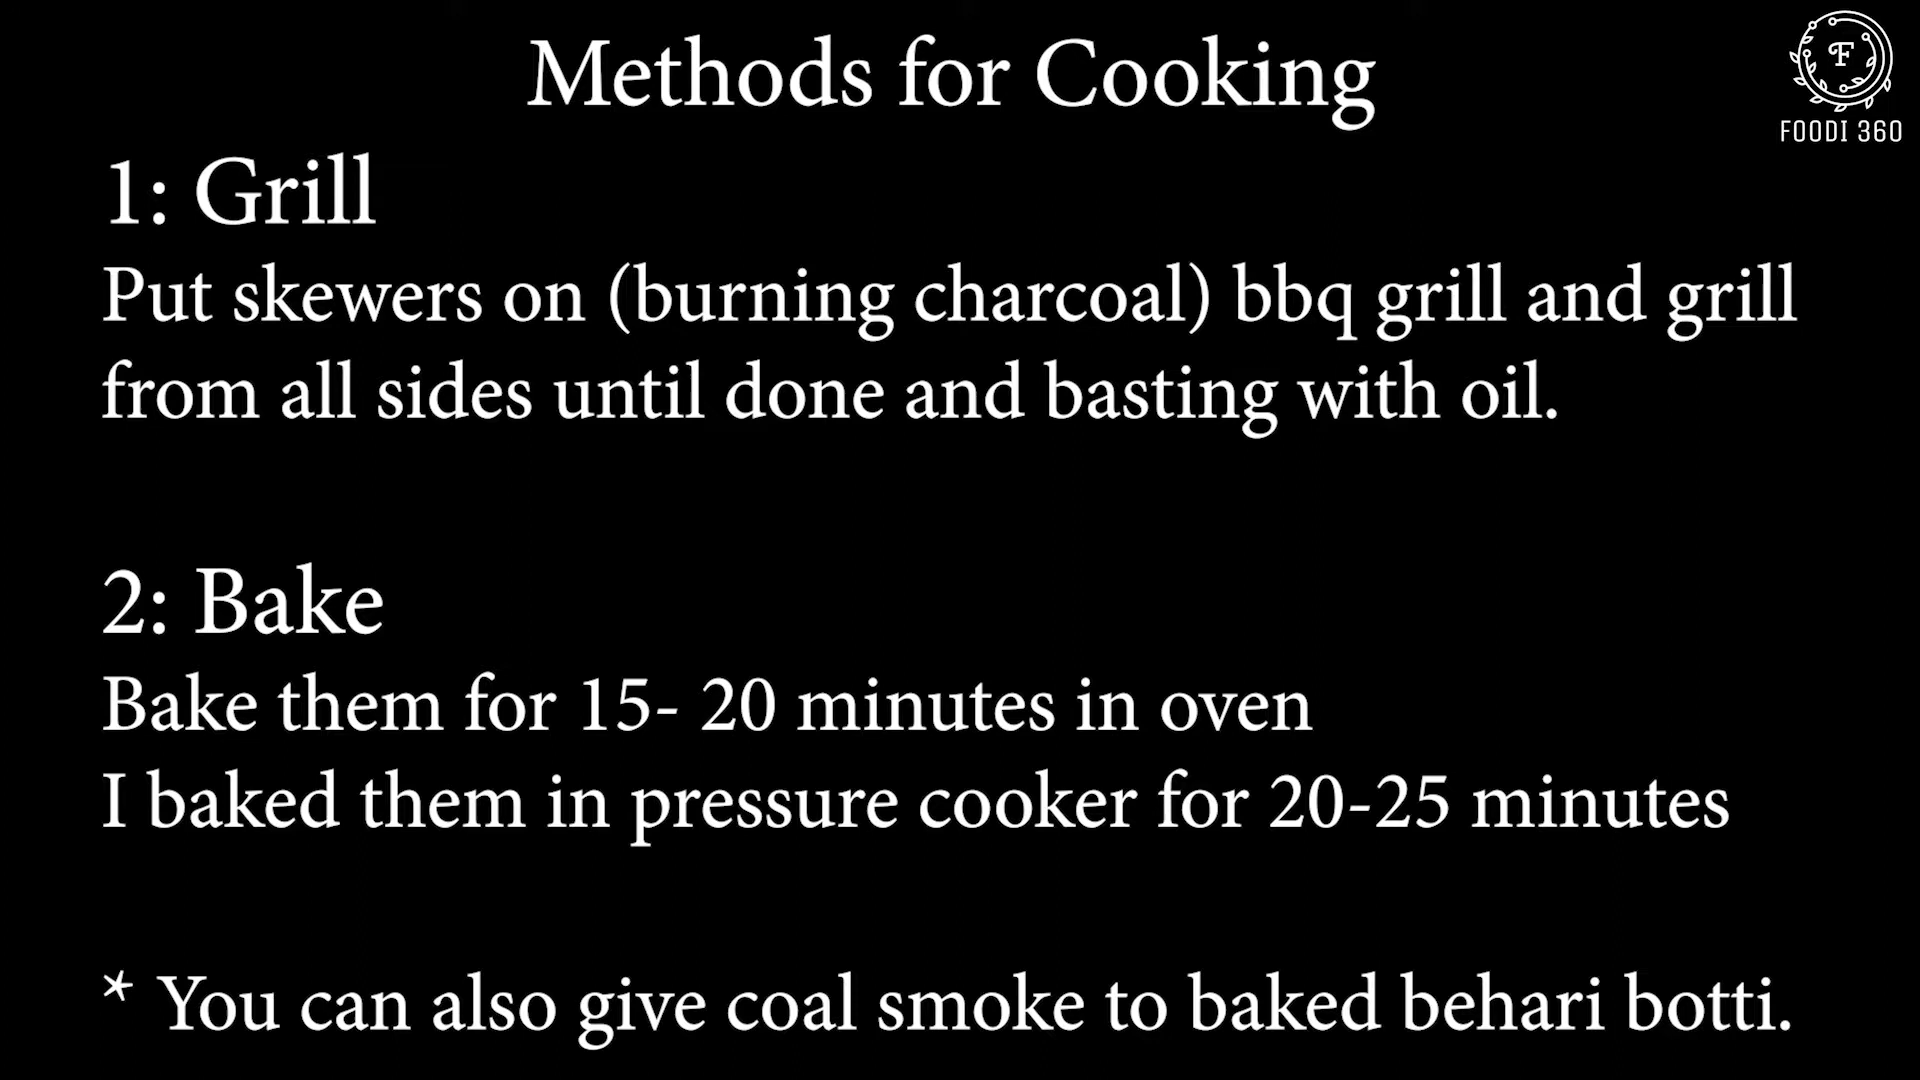 Methods for Cooking
F
FOODI 360
1: Grill
Put skewers on (burning charcoal) bbq grill and grill
from all sides until done and basting with oil.
2: Bake
Bake them for 15- 20 minutes in oven
I baked them in pressure cooker for 20-25 minutes
* You can also give coal smoke to baked behari botti.